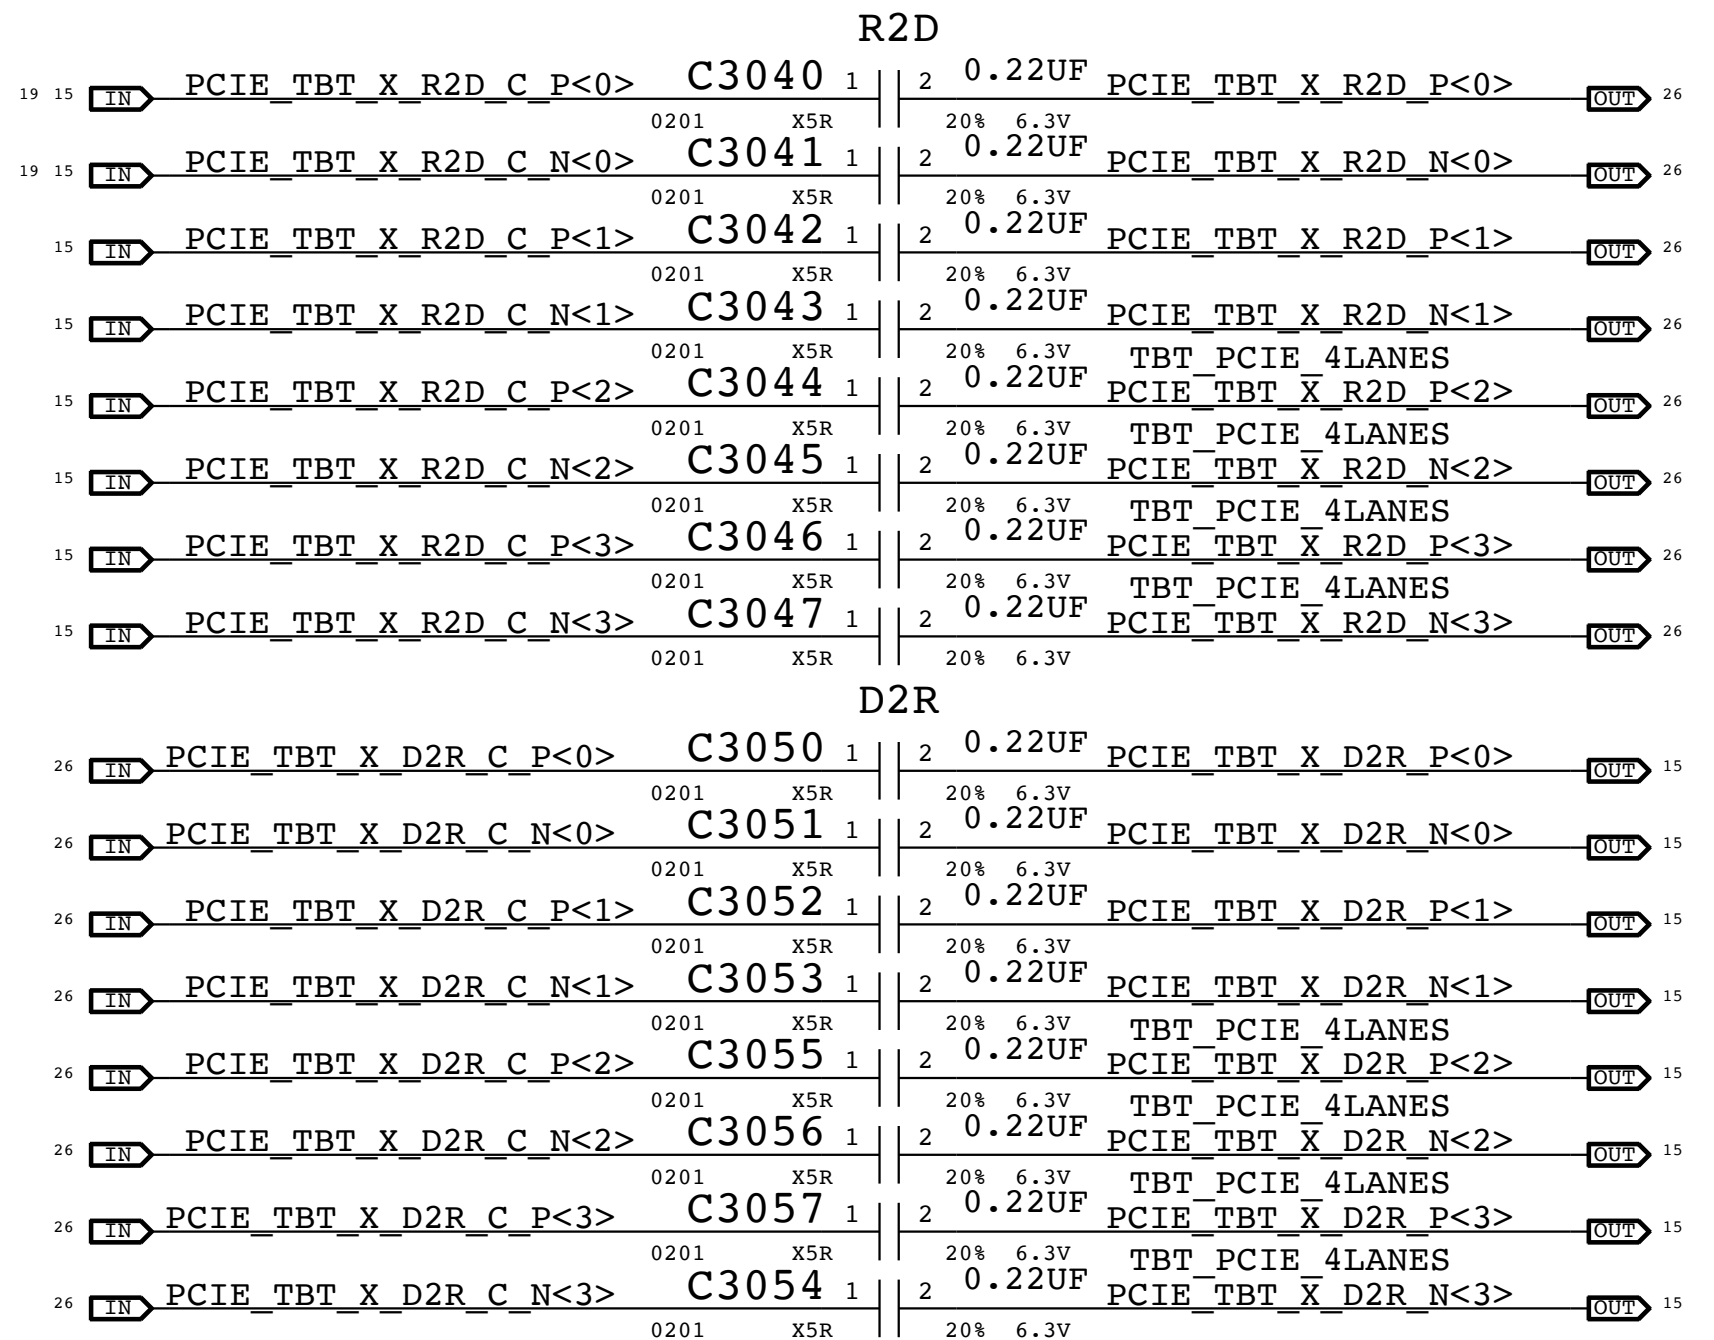 R2D
19 15 IN PCIE_TBT_X_R2D_C_P<0> C3040 1 2 0.22UF PCIE_TBT_X_R2D_P<0> OUT 26
0201 X5R 20% 6.3V
19 15 IN PCIE_TBT_X_R2D_C_N<0> C3041 1 2 0.22UF PCIE_TBT_X_R2D_N<0> OUT 26
0201 X5R 20% 6.3V
15 IN PCIE_TBT_X_R2D_C_P<1> C3042 1 2 0.22UF PCIE_TBT_X_R2D_P<1> OUT 26
0201 X5R 20% 6.3V
15 IN PCIE_TBT_X_R2D_C_N<1> C3043 1 2 0.22UF PCIE_TBT_X_R2D_N<1> OUT 26
0201 X5R 20% 6.3V TBT_PCIE_4LANES
15 IN PCIE_TBT_X_R2D_C_P<2> C3044 1 2 0.22UF PCIE_TBT_X_R2D_P<2> OUT 26
0201 X5R 20% 6.3V TBT_PCIE_4LANES
15 IN PCIE_TBT_X_R2D_C_N<2> C3045 1 2 0.22UF PCIE_TBT_X_R2D_N<2> OUT 26
0201 X5R 20% 6.3V TBT_PCIE_4LANES
15 IN PCIE_TBT_X_R2D_C_P<3> C3046 1 2 0.22UF PCIE_TBT_X_R2D_P<3> OUT 26
0201 X5R 20% 6.3V TBT_PCIE_4LANES
15 IN PCIE_TBT_X_R2D_C_N<3> C3047 1 2 0.22UF PCIE_TBT_X_R2D_N<3> OUT 26
0201 X5R 20% 6.3V
D2R
26 IN PCIE_TBT_X_D2R_C_P<0> C3050 1 2 0.22UF PCIE_TBT_X_D2R_P<0> OUT 15
0201 X5R 20% 6.3V
26 IN PCIE_TBT_X_D2R_C_N<0> C3051 1 2 0.22UF PCIE_TBT_X_D2R_N<0> OUT 15
0201 X5R 20% 6.3V
26 IN PCIE_TBT_X_D2R_C_P<1> C3052 1 2 0.22UF PCIE_TBT_X_D2R_P<1> OUT 15
0201 X5R 20% 6.3V
26 IN PCIE_TBT_X_D2R_C_N<1> C3053 1 2 0.22UF PCIE_TBT_X_D2R_N<1> OUT 15
0201 X5R 20% 6.3V TBT_PCIE_4LANES
26 IN PCIE_TBT_X_D2R_C_P<2> C3055 1 2 0.22UF PCIE_TBT_X_D2R_P<2> OUT 15
0201 X5R 20% 6.3V TBT_PCIE_4LANES
26 IN PCIE_TBT_X_D2R_C_N<2> C3056 1 2 0.22UF PCIE_TBT_X_D2R_N<2> OUT 15
0201 X5R 20% 6.3V TBT_PCIE_4LANES
26 IN PCIE_TBT_X_D2R_C_P<3> C3057 1 2 0.22UF PCIE_TBT_X_D2R_P<3> OUT 15
0201 X5R 20% 6.3V TBT_PCIE_4LANES
26 IN PCIE_TBT_X_D2R_C_N<3> C3054 1 2 0.22UF PCIE_TBT_X_D2R_N<3> OUT 15
0201 X5R 20% 6.3V